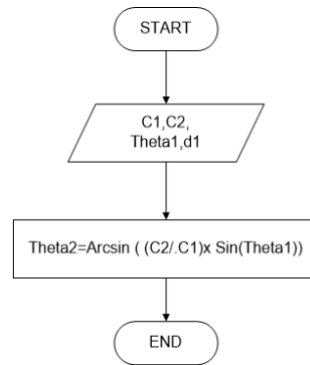 START
C1,C2,
Theta1,d1
Theta2=Arcsin ( (C2/.C1)x Sin(Theta1))
END